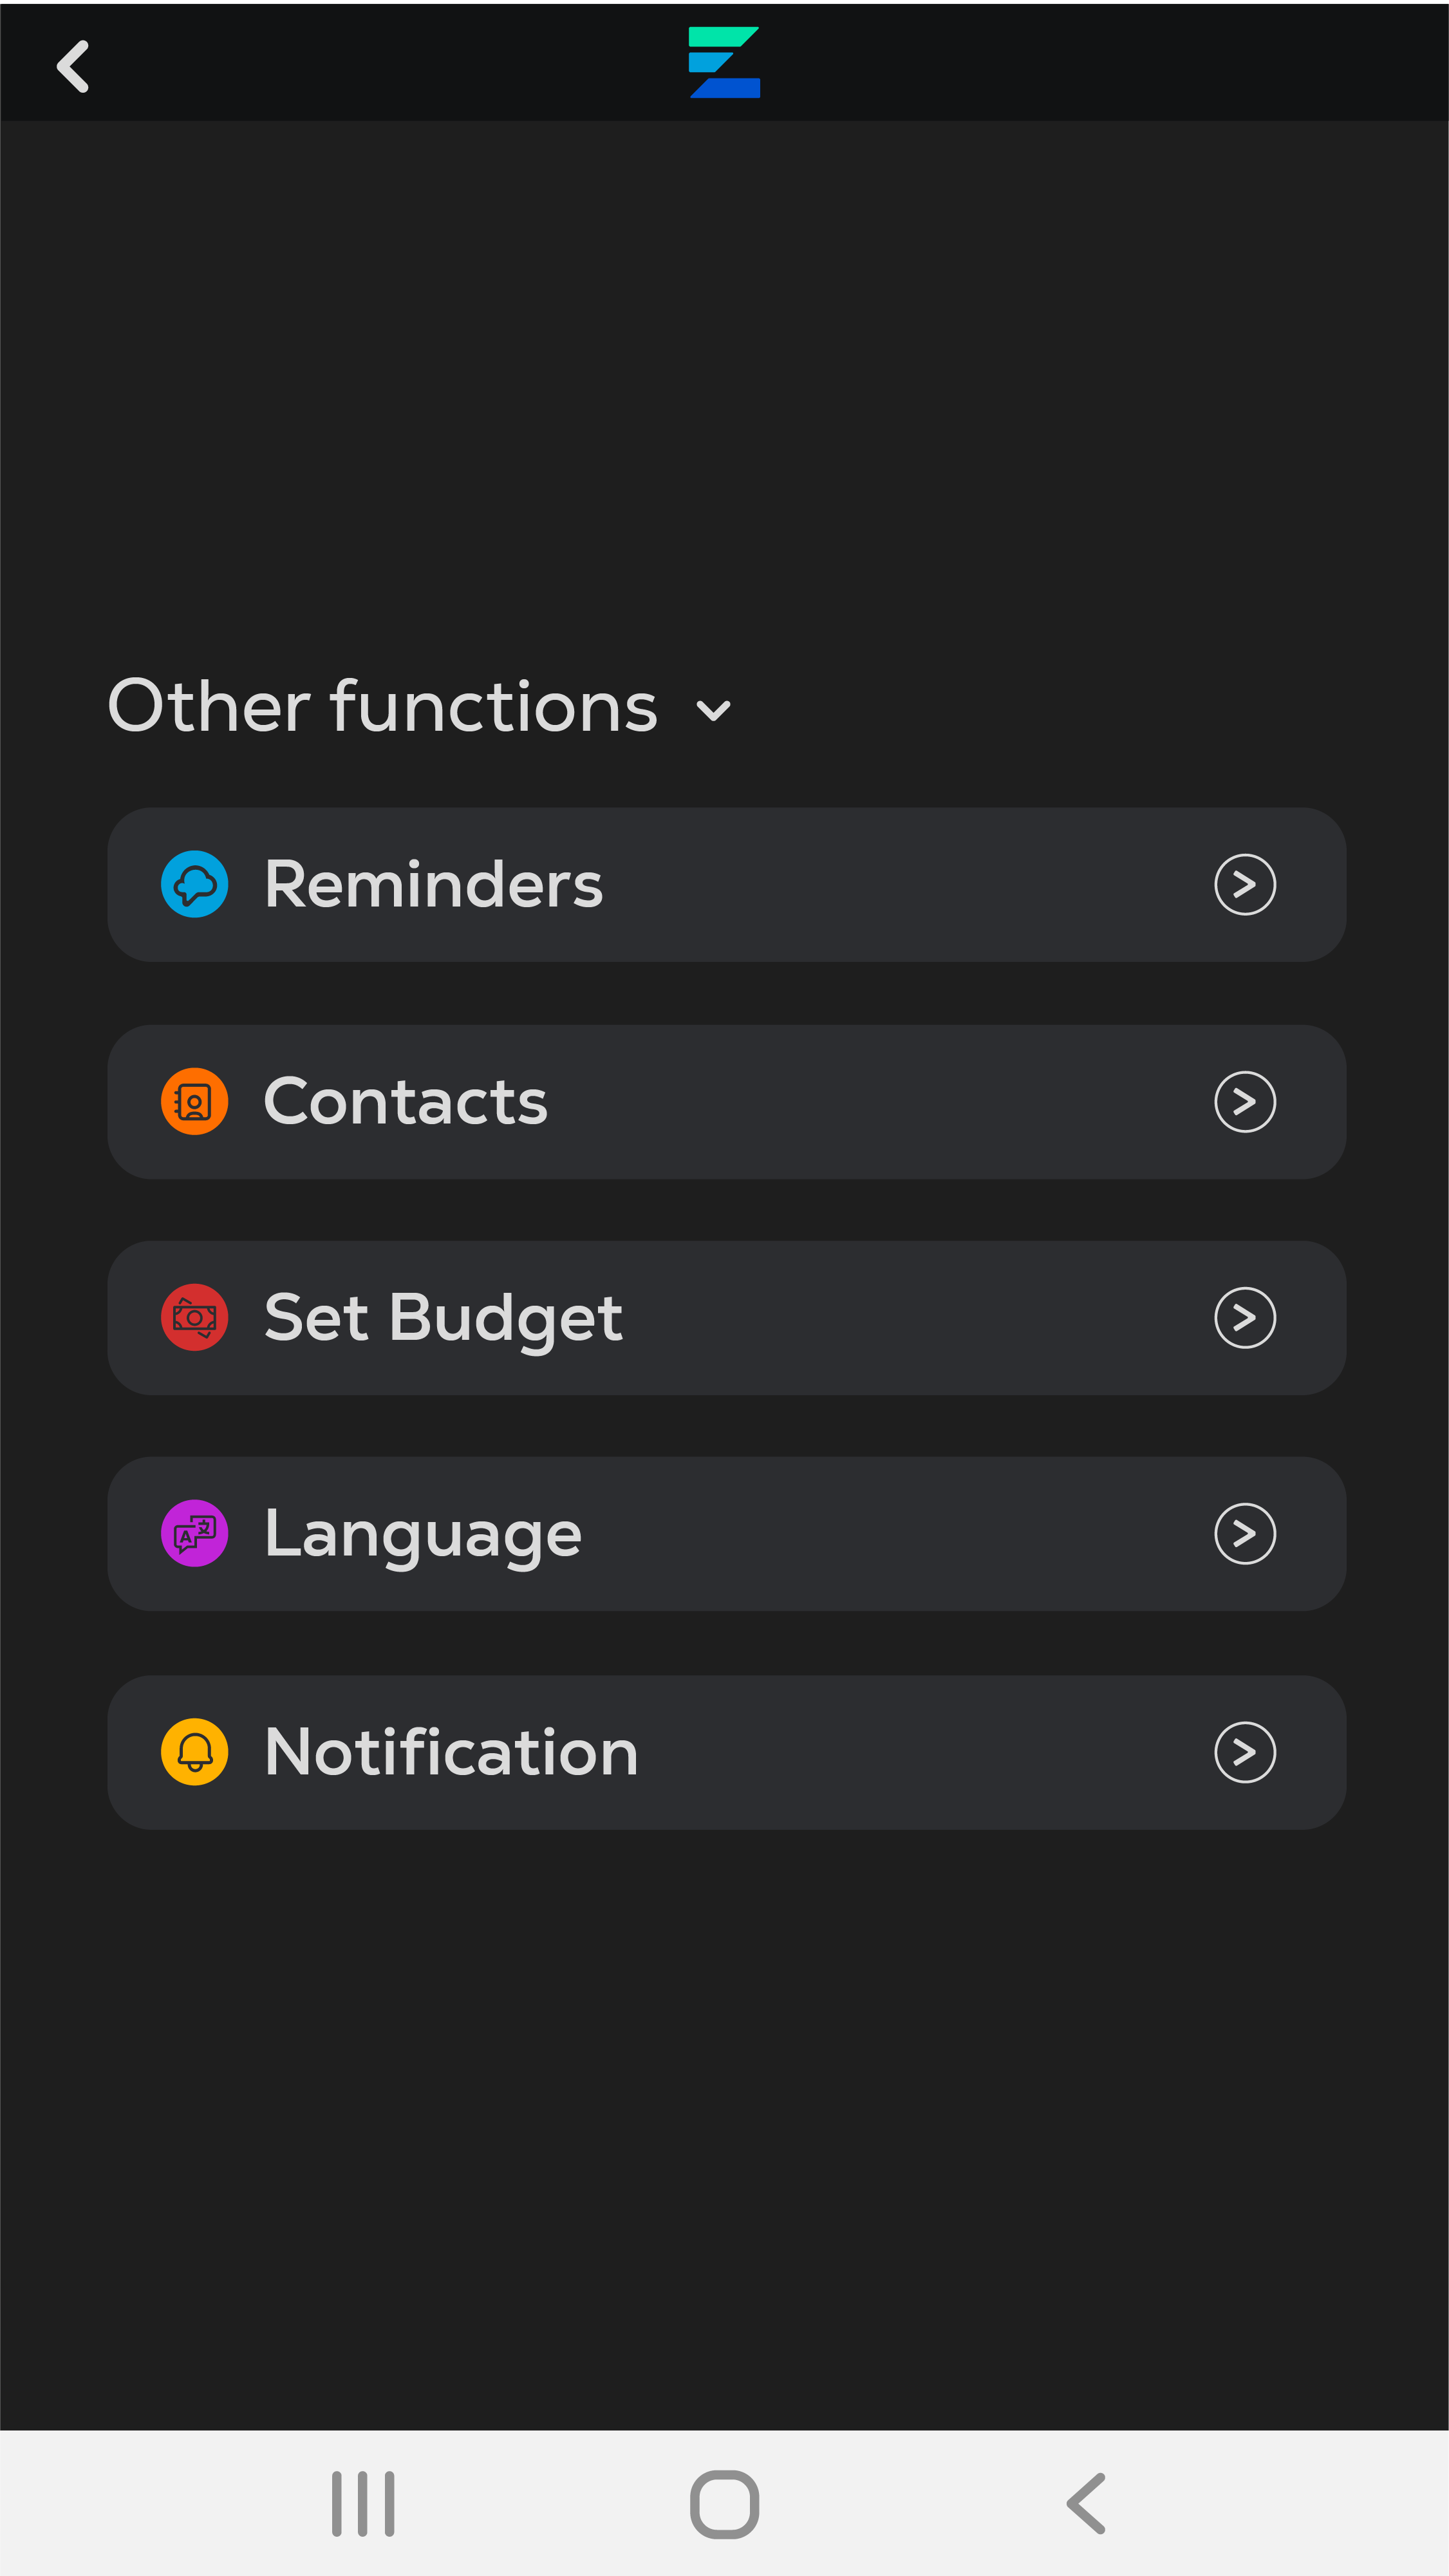 Other functions
Reminders
Contacts
Set Budget
Language
Notification